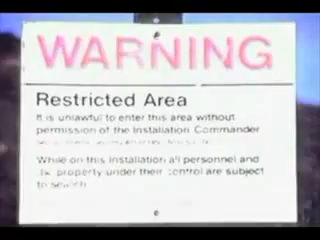 WARNING
Restricted Area
It is unlawful to enter this area without
permission of the Installation Commander
While on this Installation all personnel and
the property under their control are subject
to search